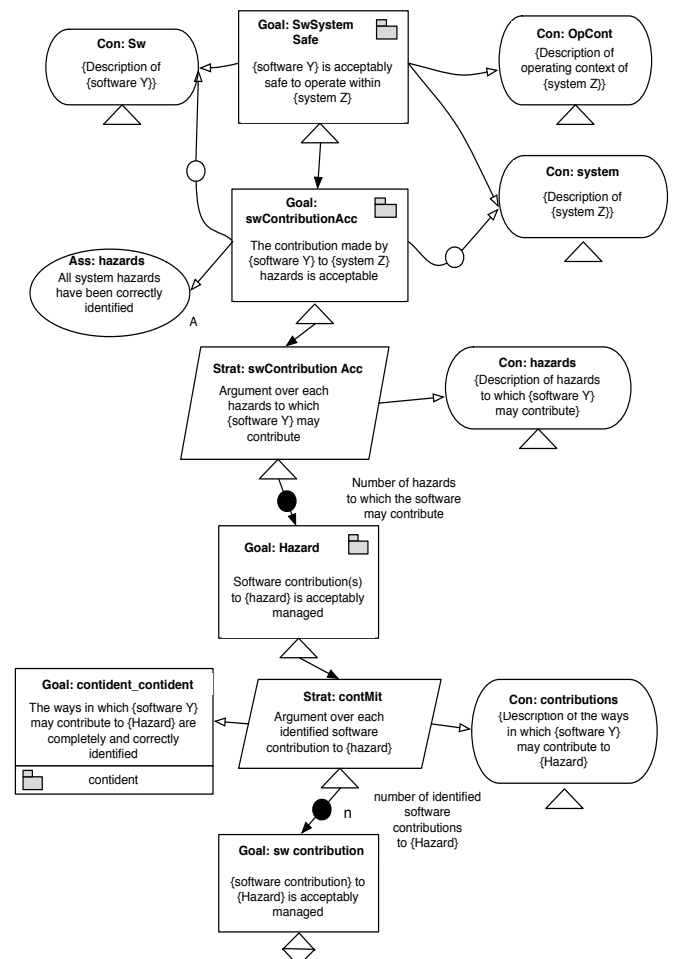 Con: Sw
{Description of
{software Y}}
Goal: SwSystem
Safe
{software Y} is acceptably
safe to operate within
{system Z}
Con: OpCont
{Description of
operating context of
{system Z}}
Con: system
{Description of
{system Z}}
Goal:
swContributionAcc
The contribution made by
{software Y} to {system Z}
hazards is acceptable
Ass: hazards
All system hazards
have been correctly
identified
A
Strat: swContribution Acc
Argument over each
hazards to which
{software Y} may
contribute
Con: hazards
{Description of hazards
to which {software Y}
may contribute}
Number of hazards
to which the software
may contribute
Goal: Hazard
Software contribution(s)
to {hazard} is acceptably
managed
Goal: contident_contident
The ways in which {software Y}
may contribute to {Hazard} are
completely and correctly
identified
contident
Strat: contMit
Argument over each
identified software
contribution to {hazard}
Con: contributions
{Description of the ways
in which {software Y}
may contribute to
{Hazard}
n
number of identified
software
contributions
to {Hazard}
Goal: sw contribution
{software contribution} to
{Hazard} is acceptably
managed